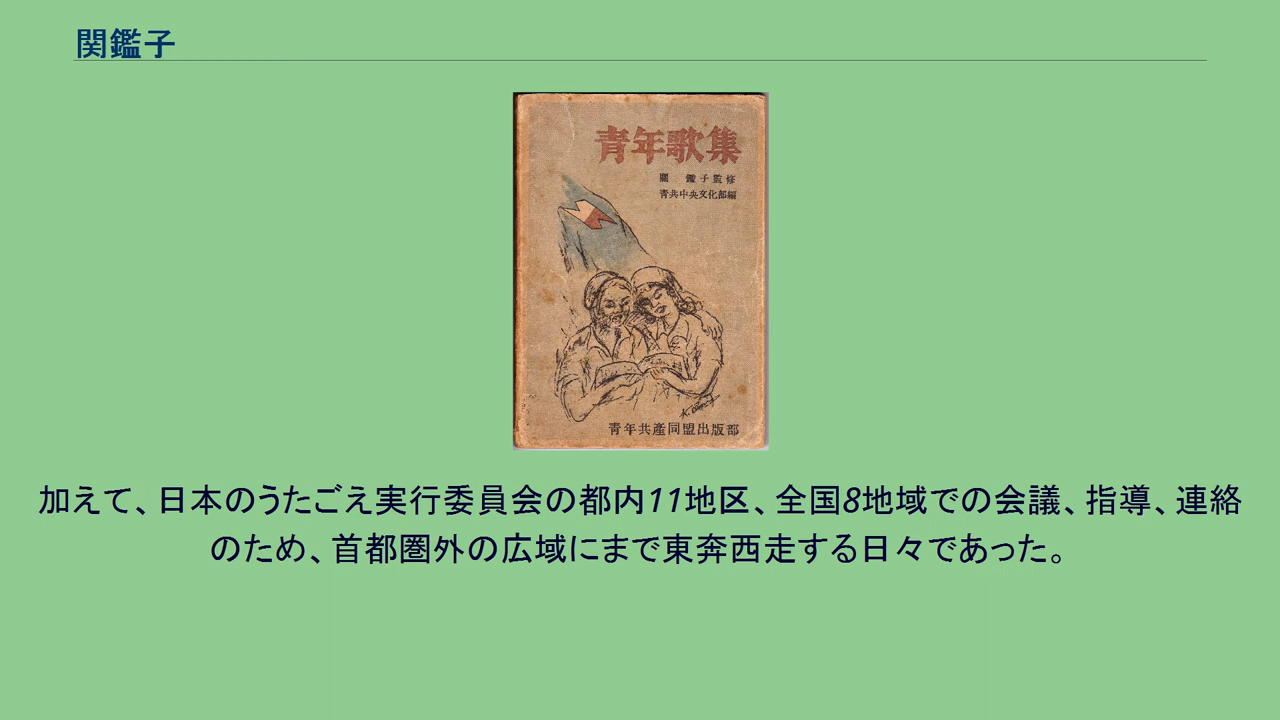 関鑑子
青年歌集
關 鑑子監修
青共中央文化部編
青年共産同盟出版部
加えて、日本のうたごえ実行委員会の都内11地区、全国8地域での会議、指導、連絡
のため、首都圏外の広域にまで東奔西走する日々であった。